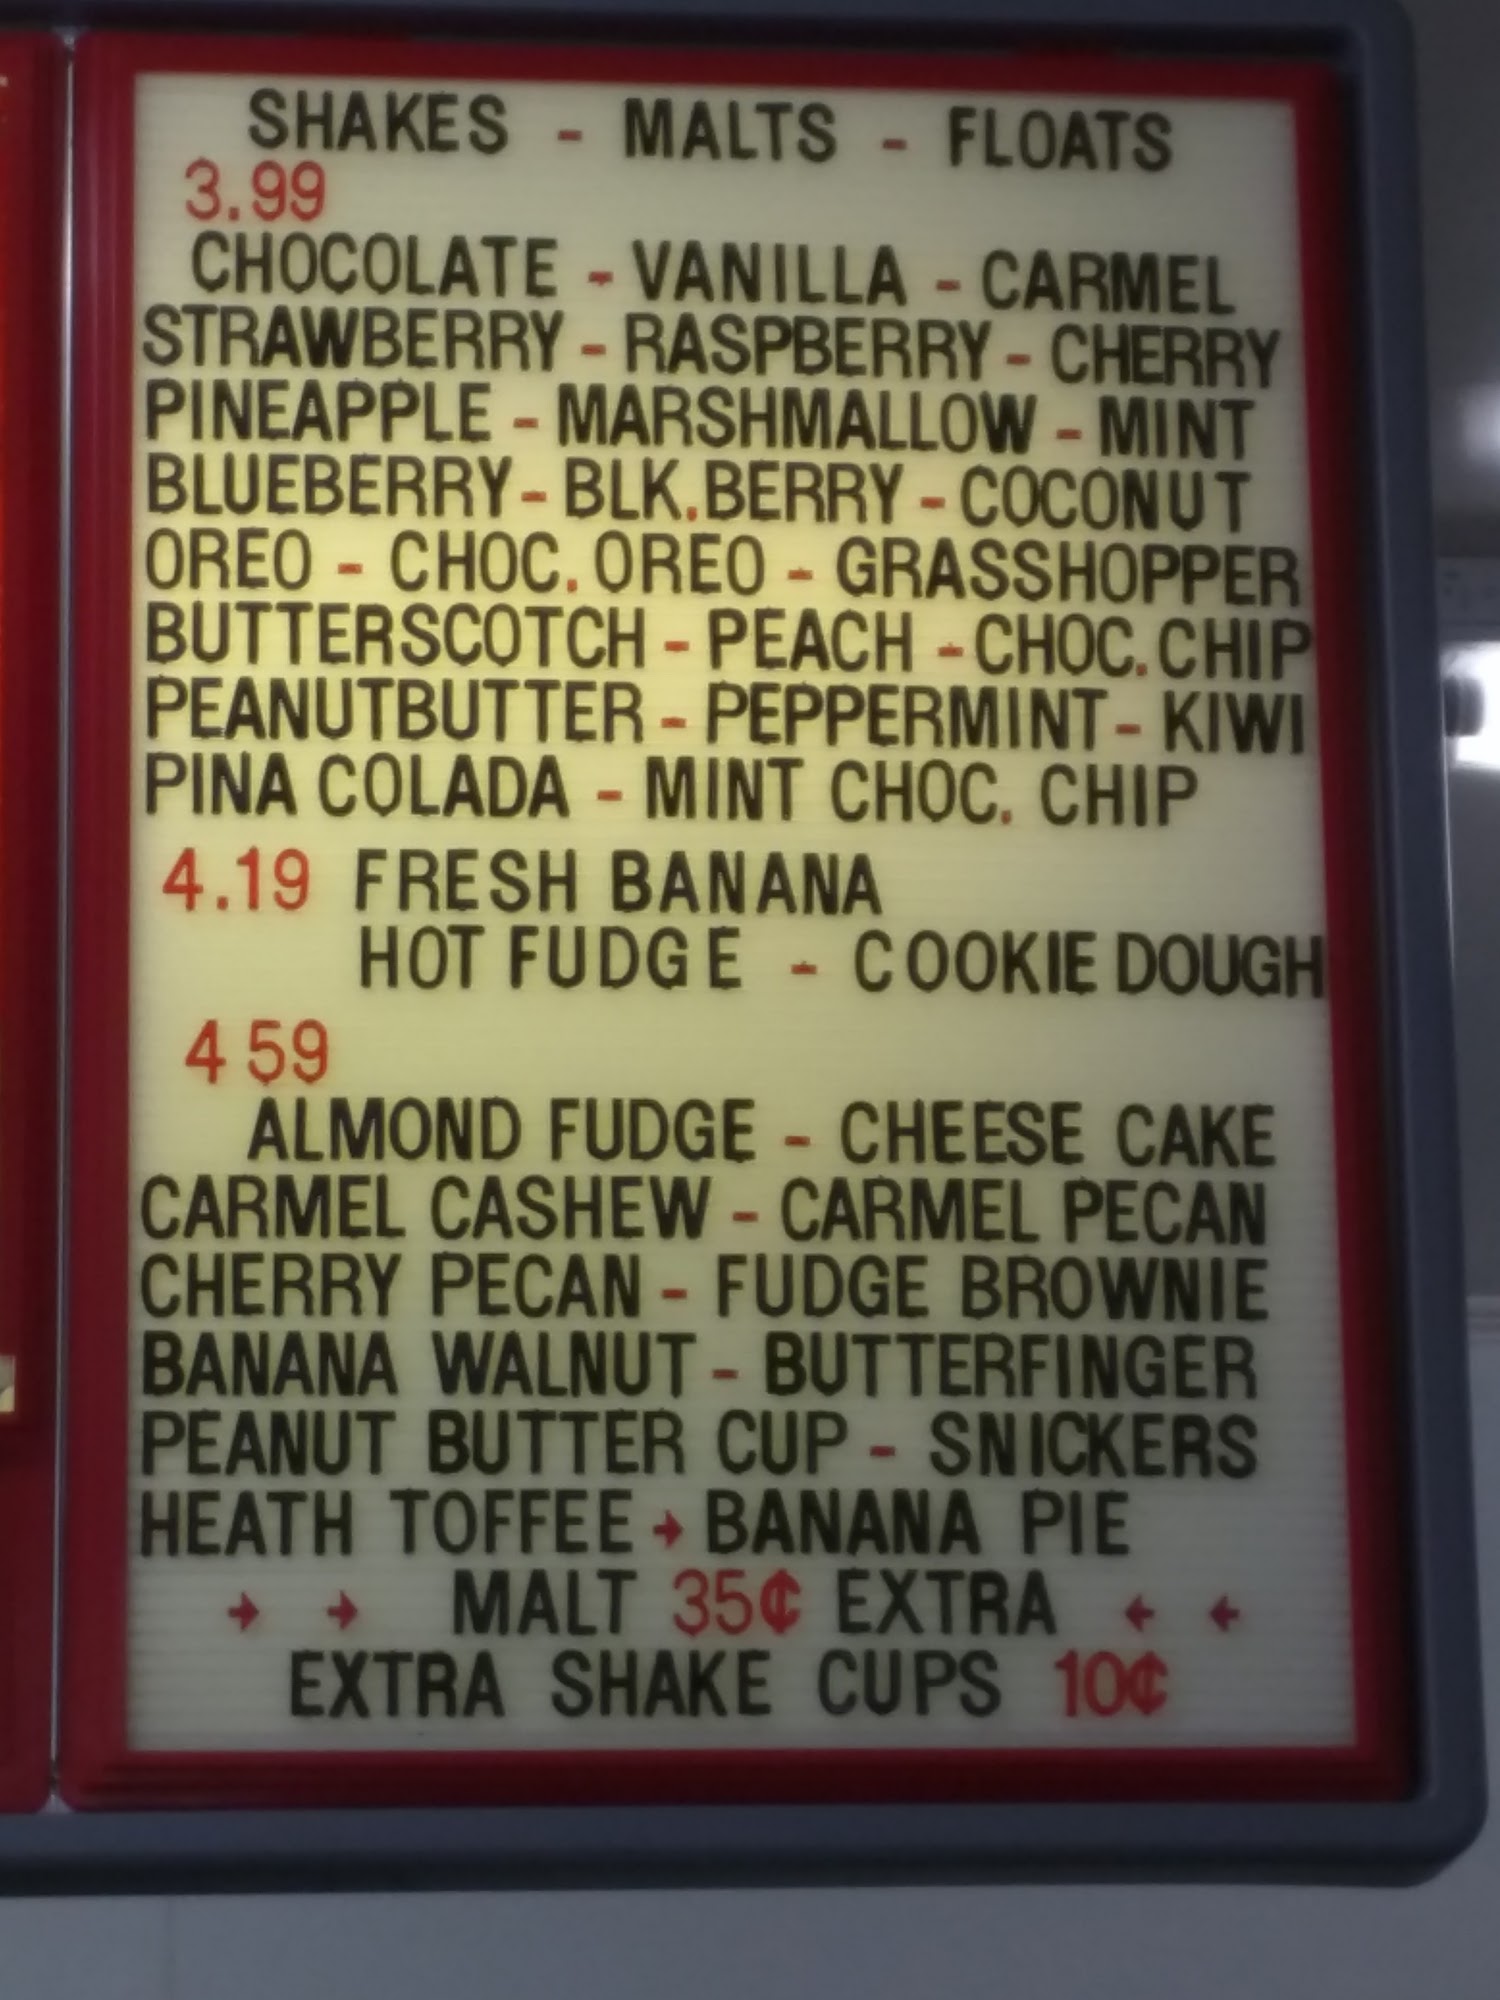 SHAKES - MALTS - FLOATS
3.99
CHOCOLATE - VANILLA - CARMEL
STRAWBERRY - RASPBERRY - CHERRY
PINEAPPLE - MARSHMALLOW - MINT
BLUEBERRY - BLK.BERRY - COCONUT
OREO - CHOC. OREO - GRASSHOPPER
BUTTERSCOTCH - PEACH - CHOC. CHIP
PEANUTBUTTER - PEPPERMINT - KIWI
PINA COLADA - MINT CHOC. CHIP
4.19 FRESH BANANA
HOT FUDGE - COOKIE DOUGH
4 59
ALMOND FUDGE - CHEESE CAKE
CARMEL CASHEW - CARMEL PECAN
CHERRY PECAN - FUDGE BROWNIE
BANANA WALNUT - BUTTERFINGER
PEANUT BUTTER CUP - SNICKERS
HEATH TOFFEE → BANANA PIE
→ → MALT 35¢ EXTRA ← ←
EXTRA SHAKE CUPS 10¢